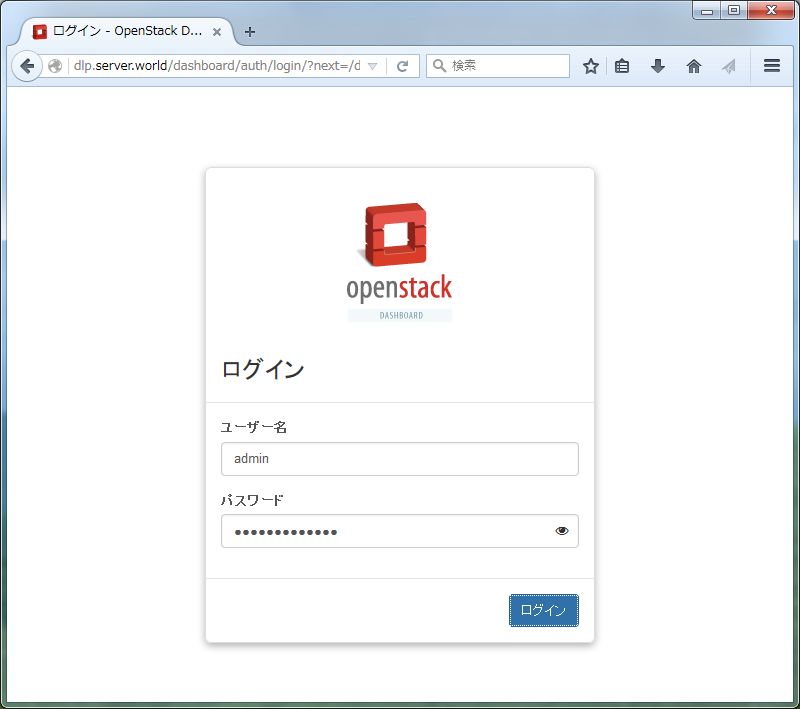 ログイン - OpenStack D...
dlp.server.world/dashboard/auth/login/?next=/d
検索
openstack
DASHBOARD
ログイン
ユーザー名
admin
パスワード
●●●●●●●●●●●●●
ログイン